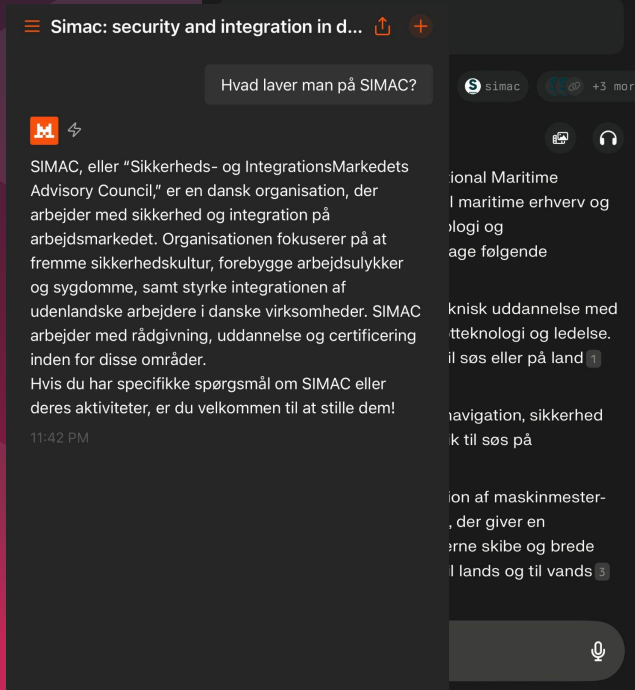 Simac: security and integration in d...
Hvad laver man på SIMAC?
SIMAC, eller “Sikkerheds- og IntegrationsMarkedets
Advisory Council,” er en dansk organisation, der
arbejder med sikkerhed og integration på
arbejdsmarkedet. Organisationen fokuserer på at
fremme sikkerhedskultur, forebygge arbejdsulykker
og sygdomme, samt styrke integrationen af
udenlandske arbejdere i danske virksomheder. SIMAC
arbejder med rådgivning, uddannelse og certificering
inden for disse områder.
Hvis du har specifikke spørgsmål om SIMAC eller
deres aktiviteter, er du velkommen til at stille dem!
11:42 PM
S simac
+3 mor
ional Maritime
l maritime erhverv og
ologi og
age følgende
knisk uddannelse med
tteknologi og ledelse.
il søs eller på land 1
navigation, sikkerhed
ik til søs på
ion af maskinmester-
, der giver en
erne skibe og brede
il lands og til vands 3